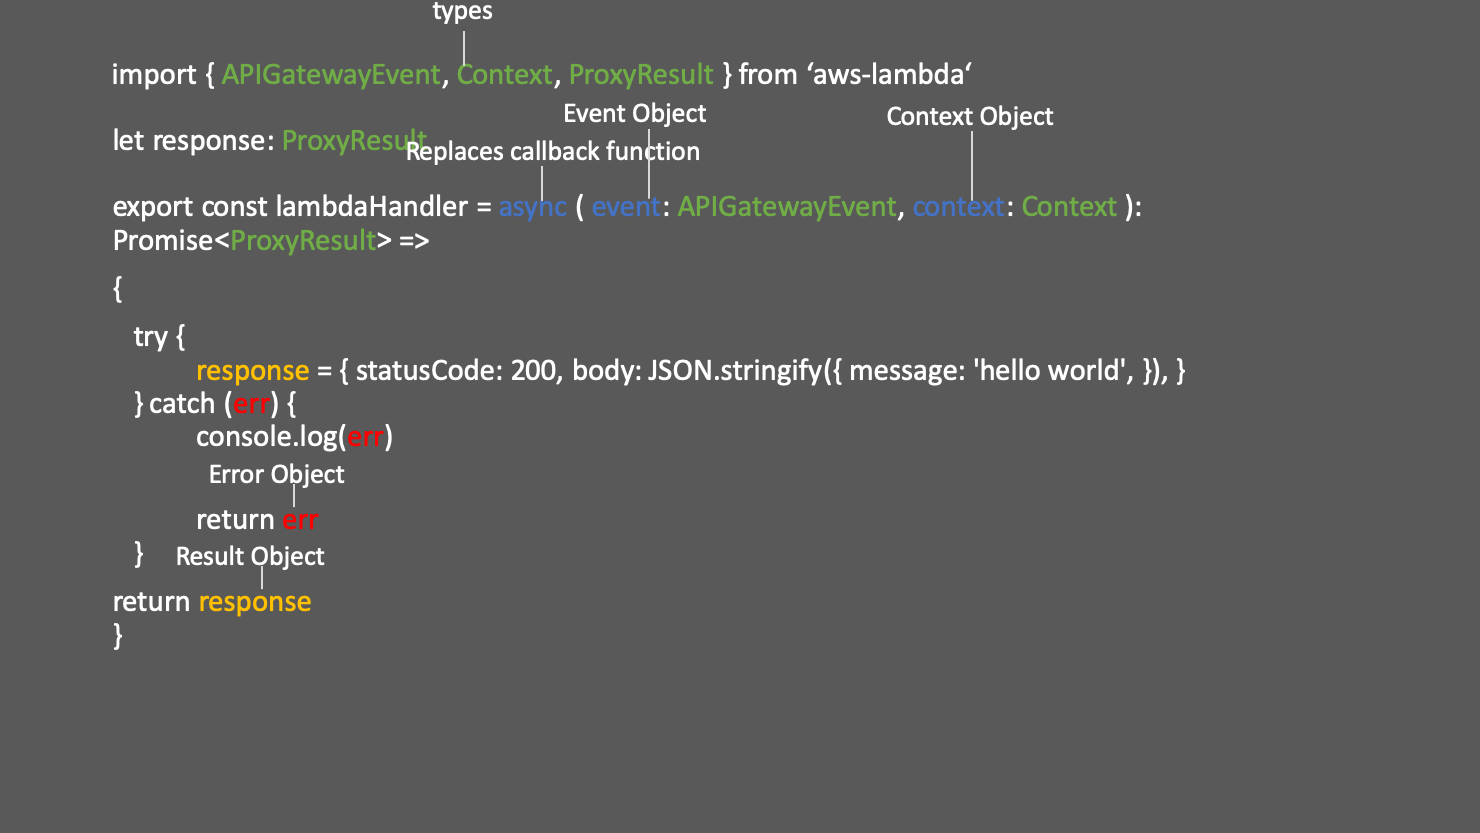 types
import { APIGatewayEvent, Context, ProxyResult } from ‘aws-lambda‘
Event Object
Context Object
let response: ProxyResult
Replaces callback function
export const lambdaHandler = async ( event: APIGatewayEvent, context: Context ):
Promise<ProxyResult> =>
{
try {
response = { statusCode: 200, body: JSON.stringify({ message: 'hello world', }), }
} catch (err) {
console.log(err)
Error Object
return err
}
Result Object
return response
}